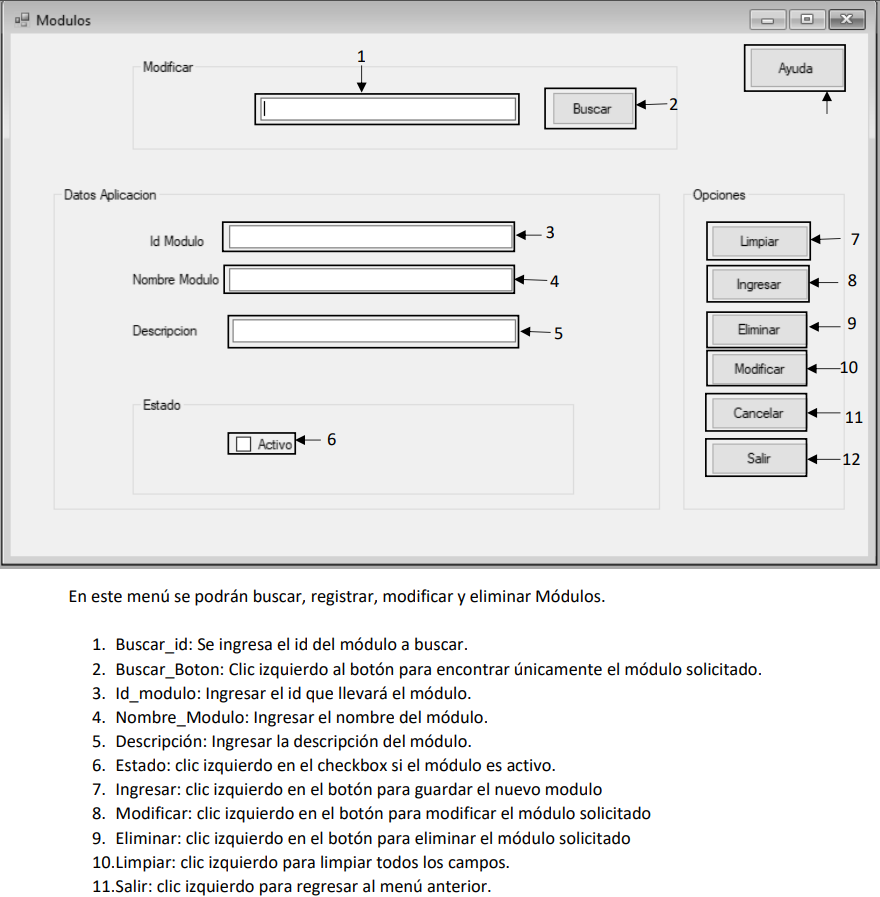 Modulos
1
Modificar
Ayuda
Buscar
2
Datos Aplicacion
Opciones
Id Modulo
3
Limpiar
7
Nombre Modulo
4
Ingresar
8
Descripcion
5
Eliminar
9
Modificar
10
Estado
Cancelar
11
Activo
6
Salir
12
En este menú se podrán buscar, registrar, modificar y eliminar Módulos.
1. Buscar_id: Se ingresa el id del módulo a buscar.
2. Buscar_Boton: Clic izquierdo al botón para encontrar únicamente el módulo solicitado.
3. Id_modulo: Ingresar el id que llevará el módulo.
4. Nombre_Modulo: Ingresar el nombre del módulo.
5. Descripción: Ingresar la descripción del módulo.
6. Estado: clic izquierdo en el checkbox si el módulo es activo.
7. Ingresar: clic izquierdo en el botón para guardar el nuevo modulo
8. Modificar: clic izquierdo en el botón para modificar el módulo solicitado
9. Eliminar: clic izquierdo en el botón para eliminar el módulo solicitado
10.Limpiar: clic izquierdo para limpiar todos los campos.
11.Salir: clic izquierdo para regresar al menú anterior.